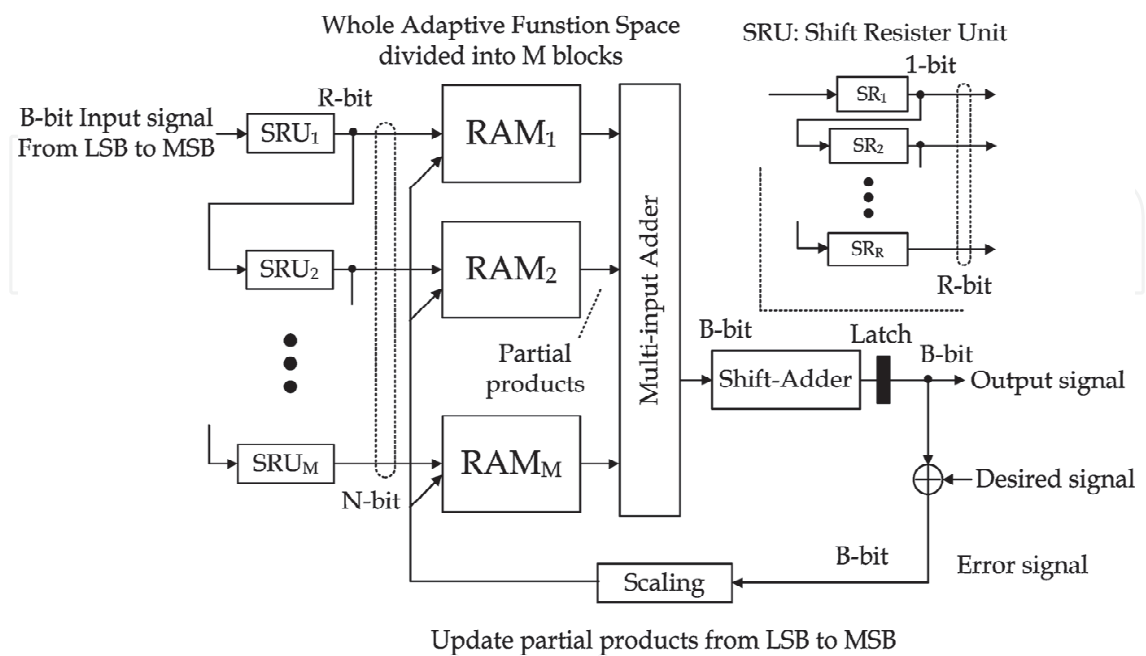 Whole Adaptive Funstion Space
divided into M blocks
SRU: Shift Resister Unit
1-bit
B-bit Input signal
From LSB to MSB
R-bit
SRU1
RAM1
SR1
SR2
SRR
R-bit
SRU2
RAM2
Multi-input Adder
Partial
products
B-bit
Shift-Adder
Latch
B-bit
Output signal
SRUM
RAMM
N-bit
Desired signal
B-bit
Error signal
Scaling
Update partial products from LSB to MSB